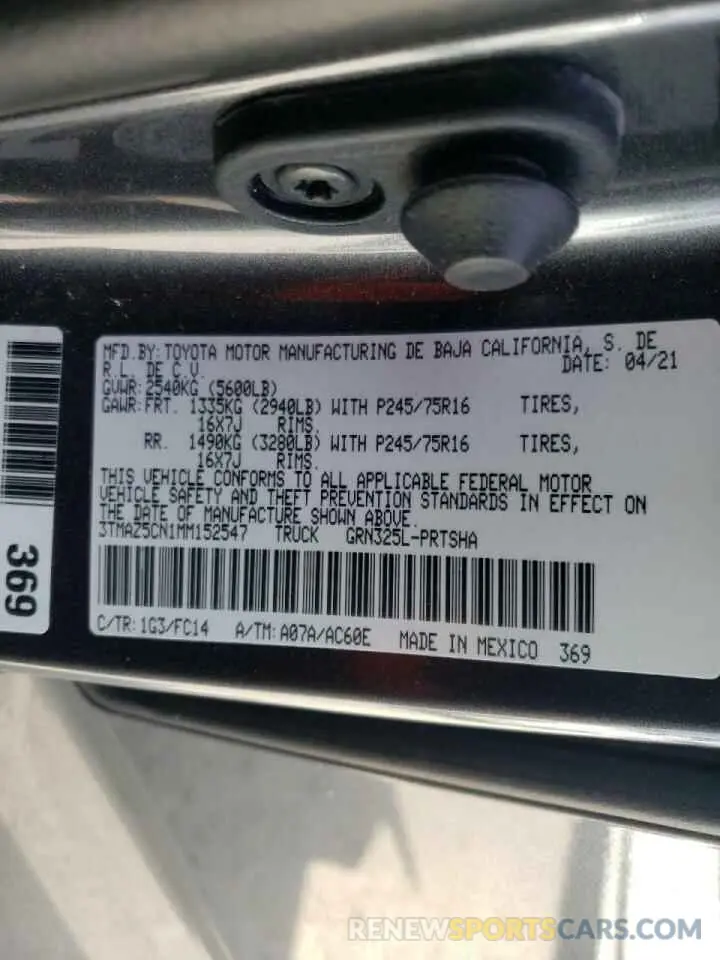 MFD.BY: TOYOTA MOTOR MANUFACTURING DE BAJA CALIFORNIA, S. DE
R.L. DE C.V. DATE: 04/21
GVWR: 2540KG (5600LB)
GAWR: FRT. 1335KG (2940LB) WITH P245/75R16 TIRES,
16X7J RIMS.
RR. 1490KG (3280LB) WITH P245/75R16 TIRES,
16X7J RIMS.
THIS VEHICLE CONFORMS TO ALL APPLICABLE FEDERAL MOTOR
VEHICLE SAFETY AND THEFT PREVENTION STANDARDS IN EFFECT ON
THE DATE OF MANUFACTURE SHOWN ABOVE.
3TMAZ5CN1MM152547 TRUCK GRN325L-PRTSHA
C/TR: 1G3/FC14 A/TM: A07A/AC60E MADE IN MEXICO 369
369
RENEWSPORTSCARS.COM